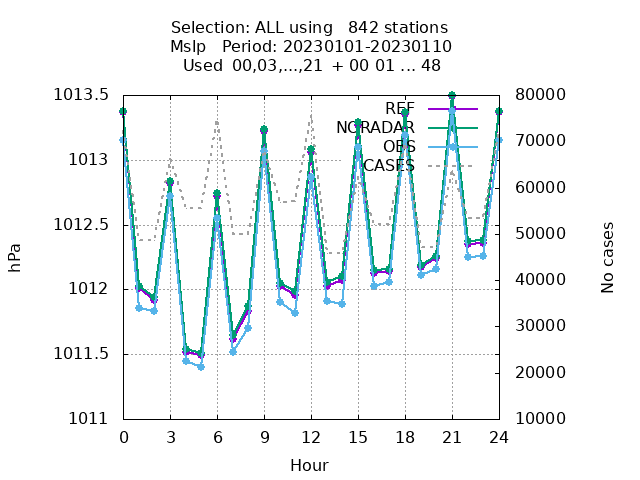 Selection: ALL using   842 stations
Mslp   Period: 20230101-20230110
Used  00,03,...,21  + 00 01 ... 48
1013.5
1013
1012.5
1012
1011.5
1011
80000
70000
60000
50000
40000
30000
20000
10000
REF
NORADAR
OBS
CASES
hPa
No cases
0 3 6 9 12 15 18 21 24
Hour